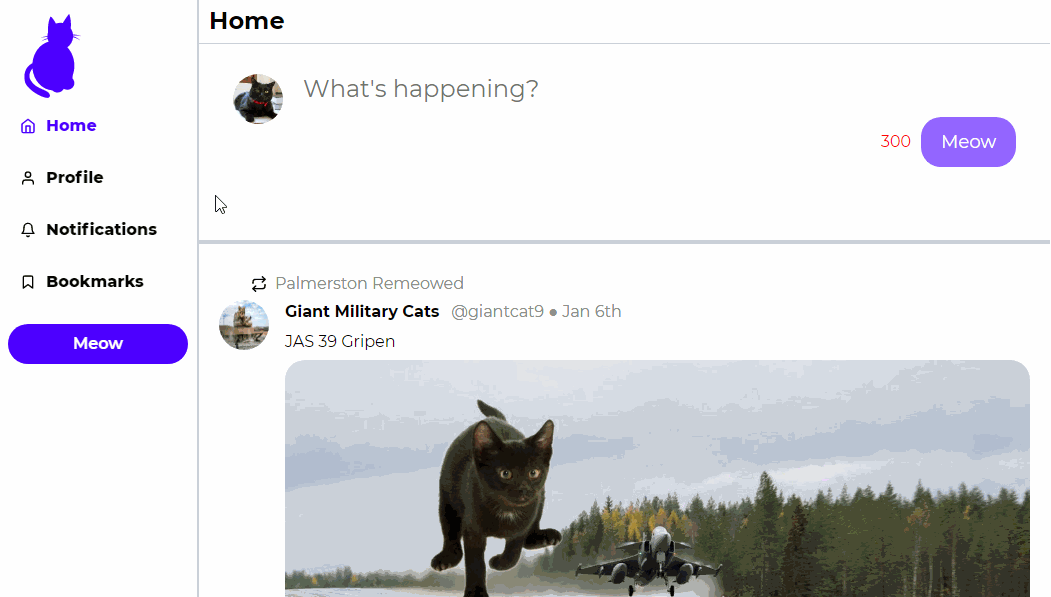 Home
Home
Profile
Notifications
Bookmarks
Meow
What's happening?
300 Meow
Palmerston Remeowed
Giant Military Cats @giantcat9 ● Jan 6th
JAS 39 Gripen